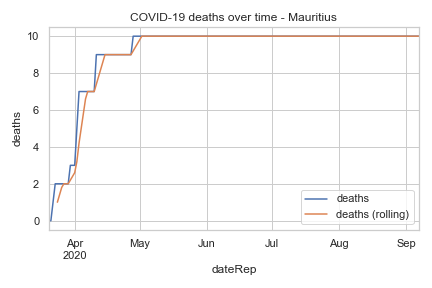 COVID-19 deaths over time - Mauritius
10
8
6
4
2
0
deaths
deaths
deaths (rolling)
Apr
2020
May
Jun
Jul
Aug
Sep
dateRep